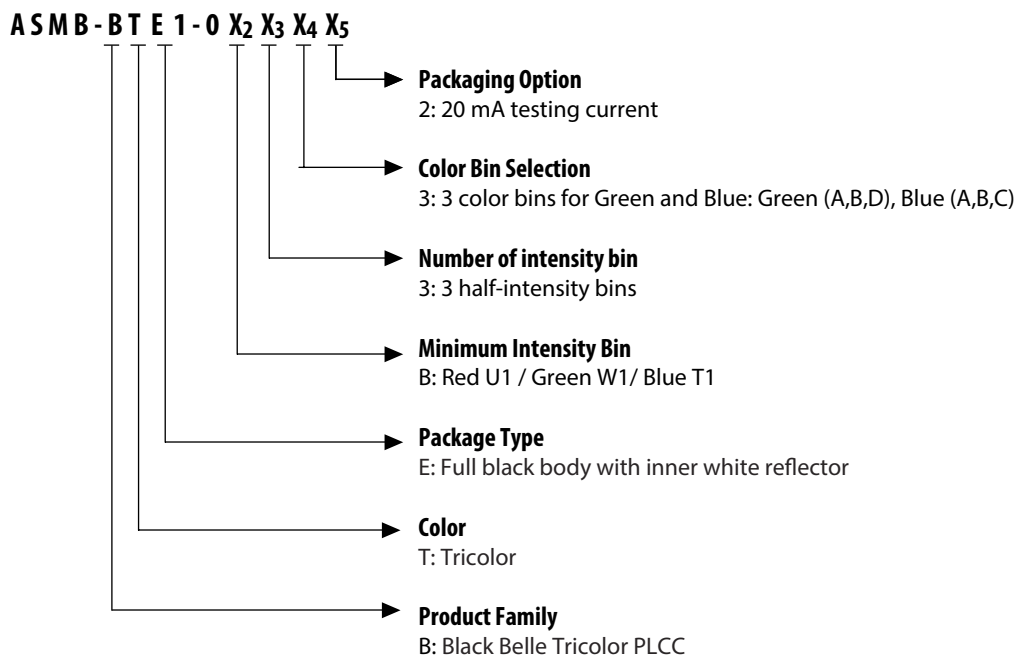 ASMB-BTE1-0 X2 X3 X4 X5
Packaging Option
2: 20 mA testing current
Color Bin Selection
3: 3 color bins for Green and Blue: Green (A,B,D), Blue (A,B,C)
Number of intensity bin
3: 3 half-intensity bins
Minimum Intensity Bin
B: Red U1 / Green W1/ Blue T1
Package Type
E: Full black body with inner white reflector
Color
T: Tricolor
Product Family
B: Black Belle Tricolor PLCC